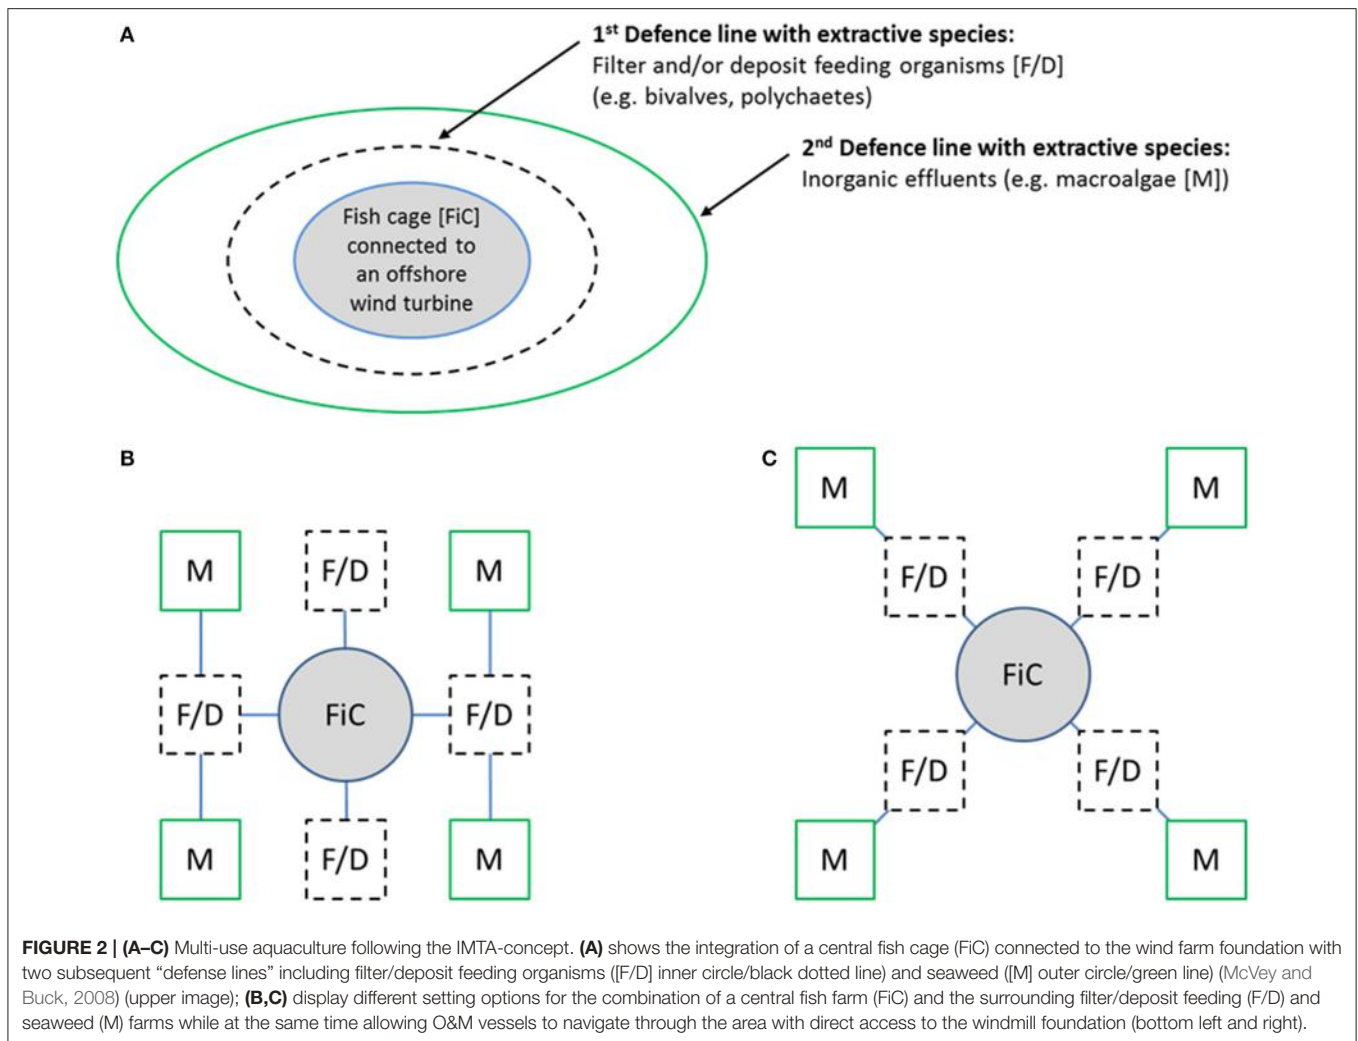 A
1st Defence line with extractive species:
Filter and/or deposit feeding organisms [F/D]
(e.g. bivalves, polychaetes)
2nd Defence line with extractive species:
Inorganic effluents (e.g. macroalgae [M])
Fish cage [FiC]
connected to
an offshore
wind turbine
B
M
F/D
M
F/D
FiC
F/D
M
F/D
M
C
M
M
F/D
F/D
FiC
F/D
F/D
M
M
FIGURE 2 | (A–C) Multi-use aquaculture following the IMTA-concept. (A) shows the integration of a central fish cage (FiC) connected to the wind farm foundation with
two subsequent “defense lines” including filter/deposit feeding organisms ([F/D] inner circle/black dotted line) and seaweed ([M] outer circle/green line) (McVey and
Buck, 2008) (upper image); (B,C) display different setting options for the combination of a central fish farm (FiC) and the surrounding filter/deposit feeding (F/D) and
seaweed (M) farms while at the same time allowing O&M vessels to navigate through the area with direct access to the windmill foundation (bottom left and right).